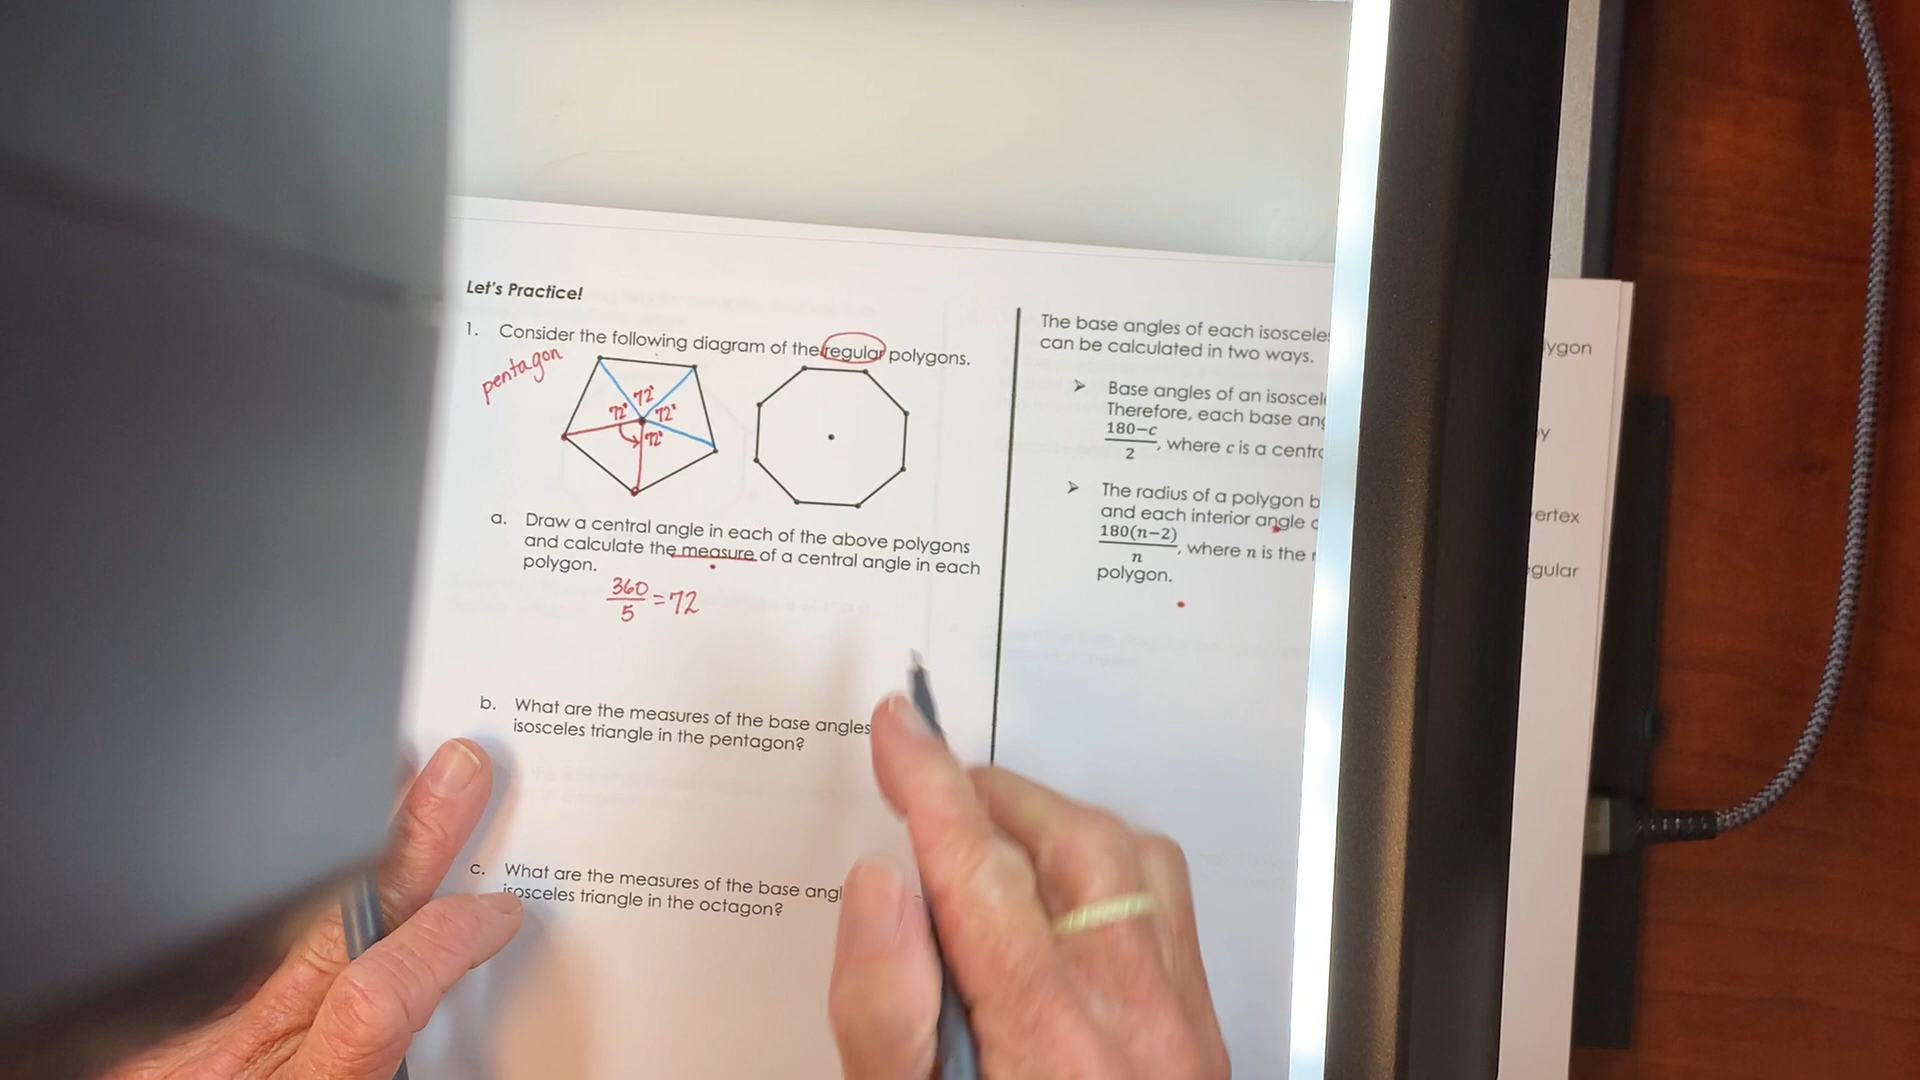 Let's Practice!
1. Consider the following diagram of the regular polygons.
pentagon
72°
72° 72°
72°
a. Draw a central angle in each of the above polygons
and calculate the measure of a central angle in each
polygon.
360/5 = 72
b. What are the measures of the base angles
isosceles triangle in the pentagon?
c. What are the measures of the base angl
isosceles triangle in the octagon?
The base angles of each isosceles
can be calculated in two ways.
➤ Base angles of an isoscel
Therefore, each base ang
180−c/2, where c is a centr
➤ The radius of a polygon b
and each interior angle
180(n−2)/n, where n is the
polygon.
ygon
y
ertex
gular